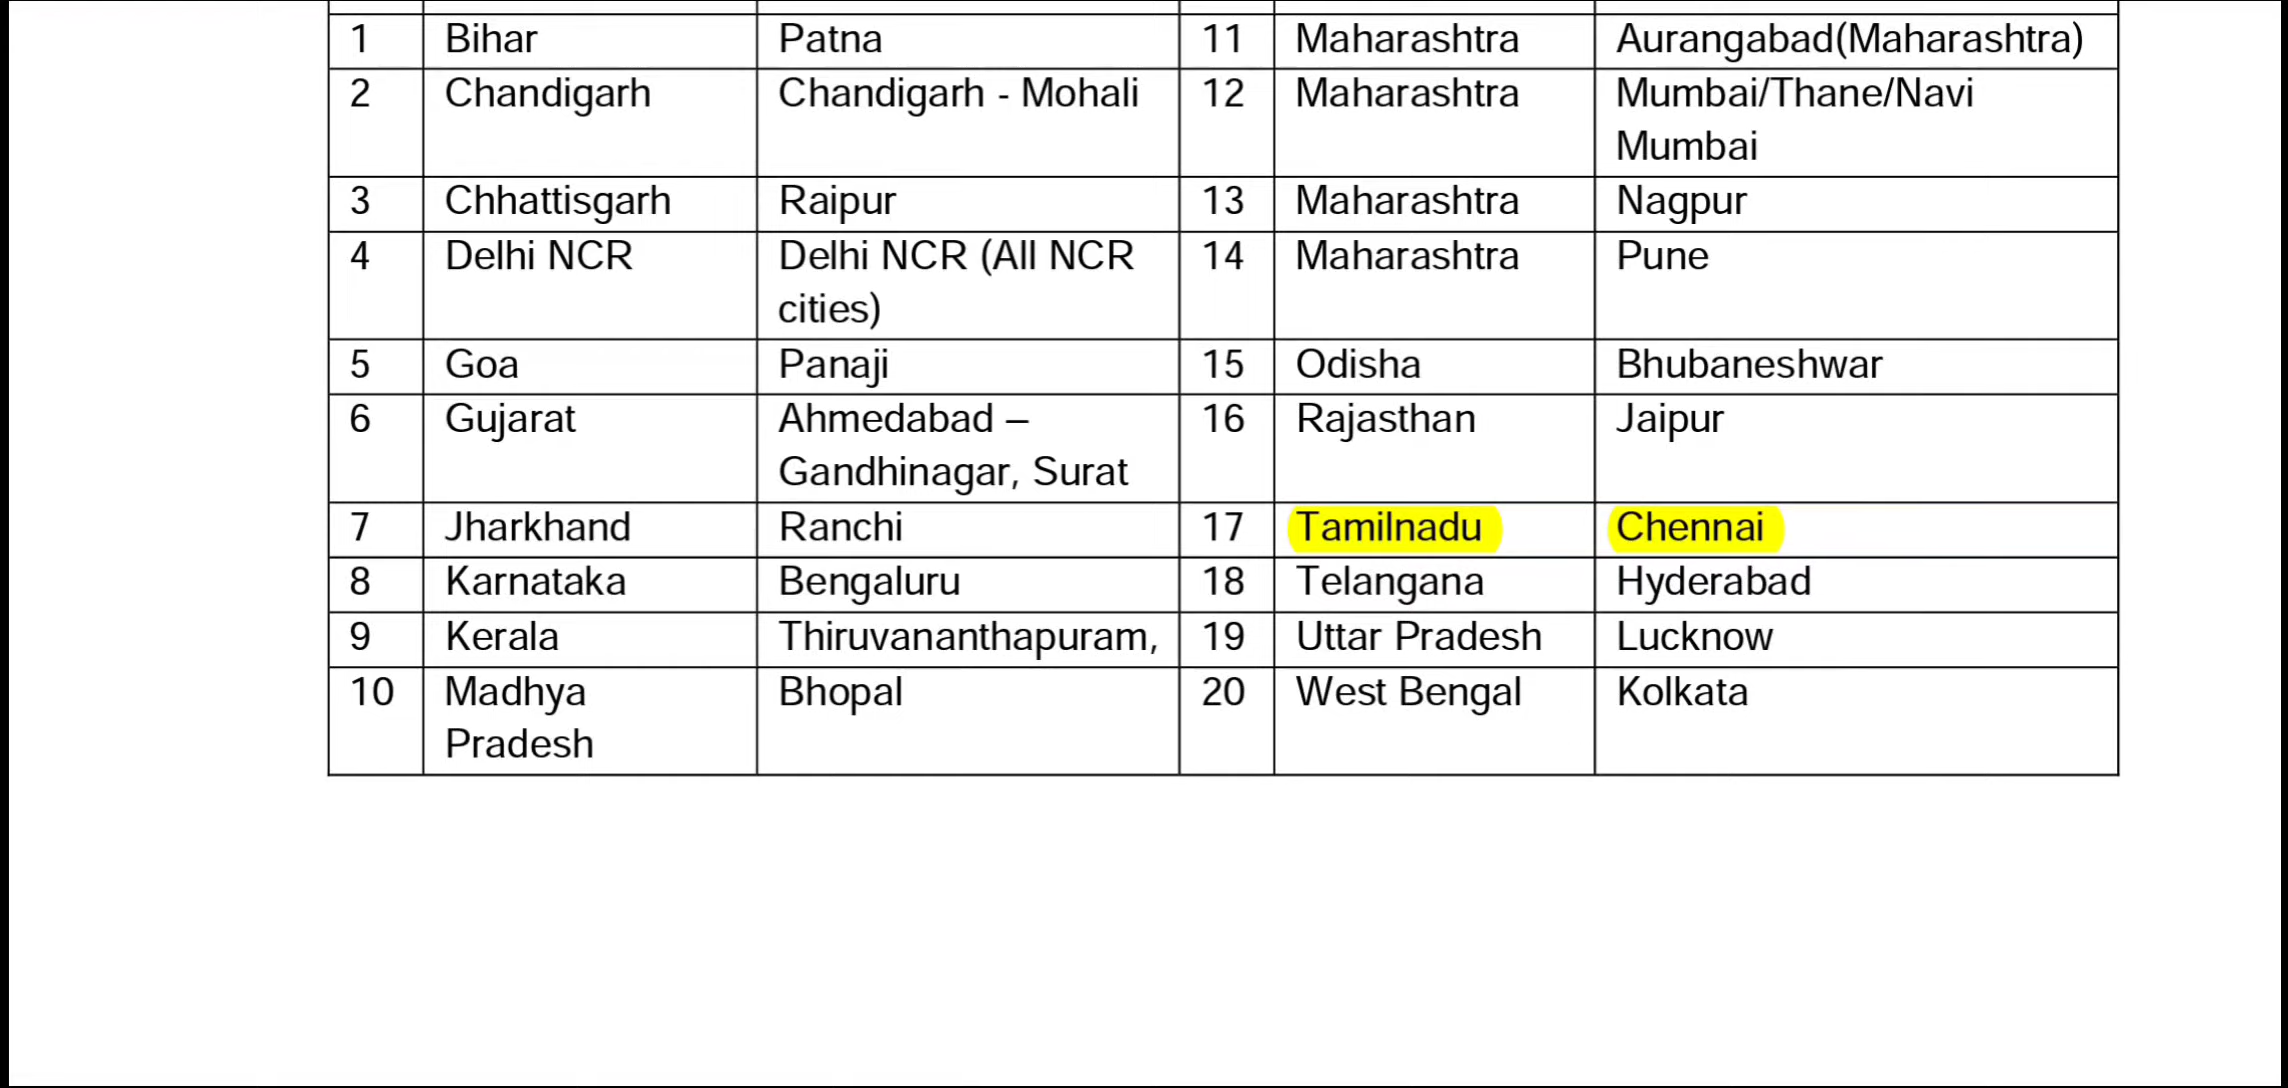 1 Bihar Patna 11 Maharashtra Aurangabad(Maharashtra)
2 Chandigarh Chandigarh - Mohali 12 Maharashtra Mumbai/Thane/Navi
Mumbai
3 Chhattisgarh Raipur 13 Maharashtra Nagpur
4 Delhi NCR Delhi NCR (All NCR 14 Maharashtra Pune
cities)
5 Goa Panaji 15 Odisha Bhubaneshwar
6 Gujarat Ahmedabad – 16 Rajasthan Jaipur
Gandhinagar, Surat
7 Jharkhand Ranchi 17 Tamilnadu Chennai
8 Karnataka Bengaluru 18 Telangana Hyderabad
9 Kerala Thiruvananthapuram, 19 Uttar Pradesh Lucknow
10 Madhya Bhopal 20 West Bengal Kolkata
Pradesh